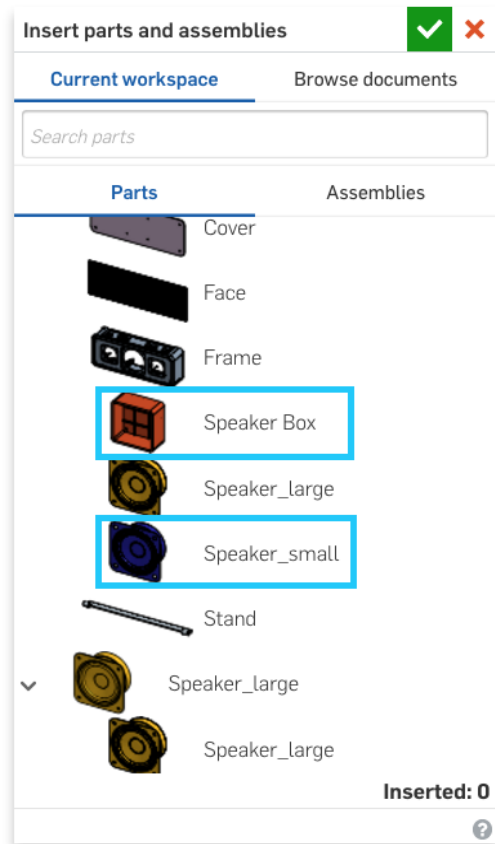 Insert parts and assemblies
Current workspace Browse documents
Search parts
Parts Assemblies
Cover
Face
Frame
Speaker Box
Speaker_large
Speaker_small
Stand
Speaker_large
Speaker_large
Inserted: 0
?